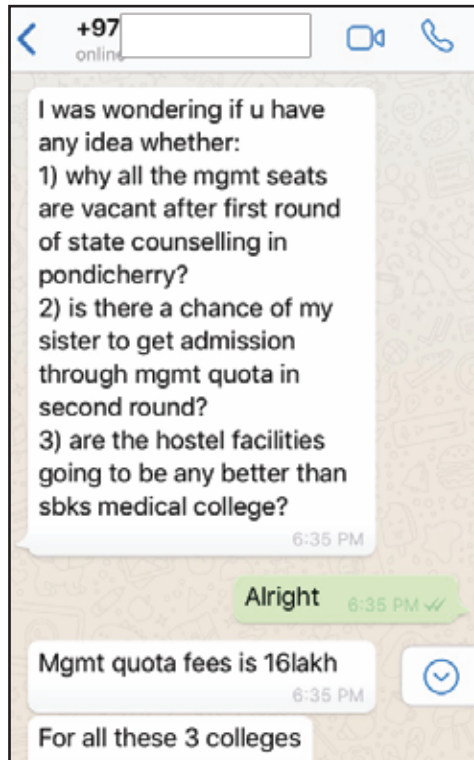 +97
online
I was wondering if u have
any idea whether:
1) why all the mgmt seats
are vacant after first round
of state counselling in
pondicherry?
2) is there a chance of my
sister to get admission
through mgmt quota in
second round?
3) are the hostel facilities
going to be any better than
sbks medical college?
6:35 PM
Alright 6:35 PM
Mgmt quota fees is 16lakh
6:35 PM
For all these 3 colleges